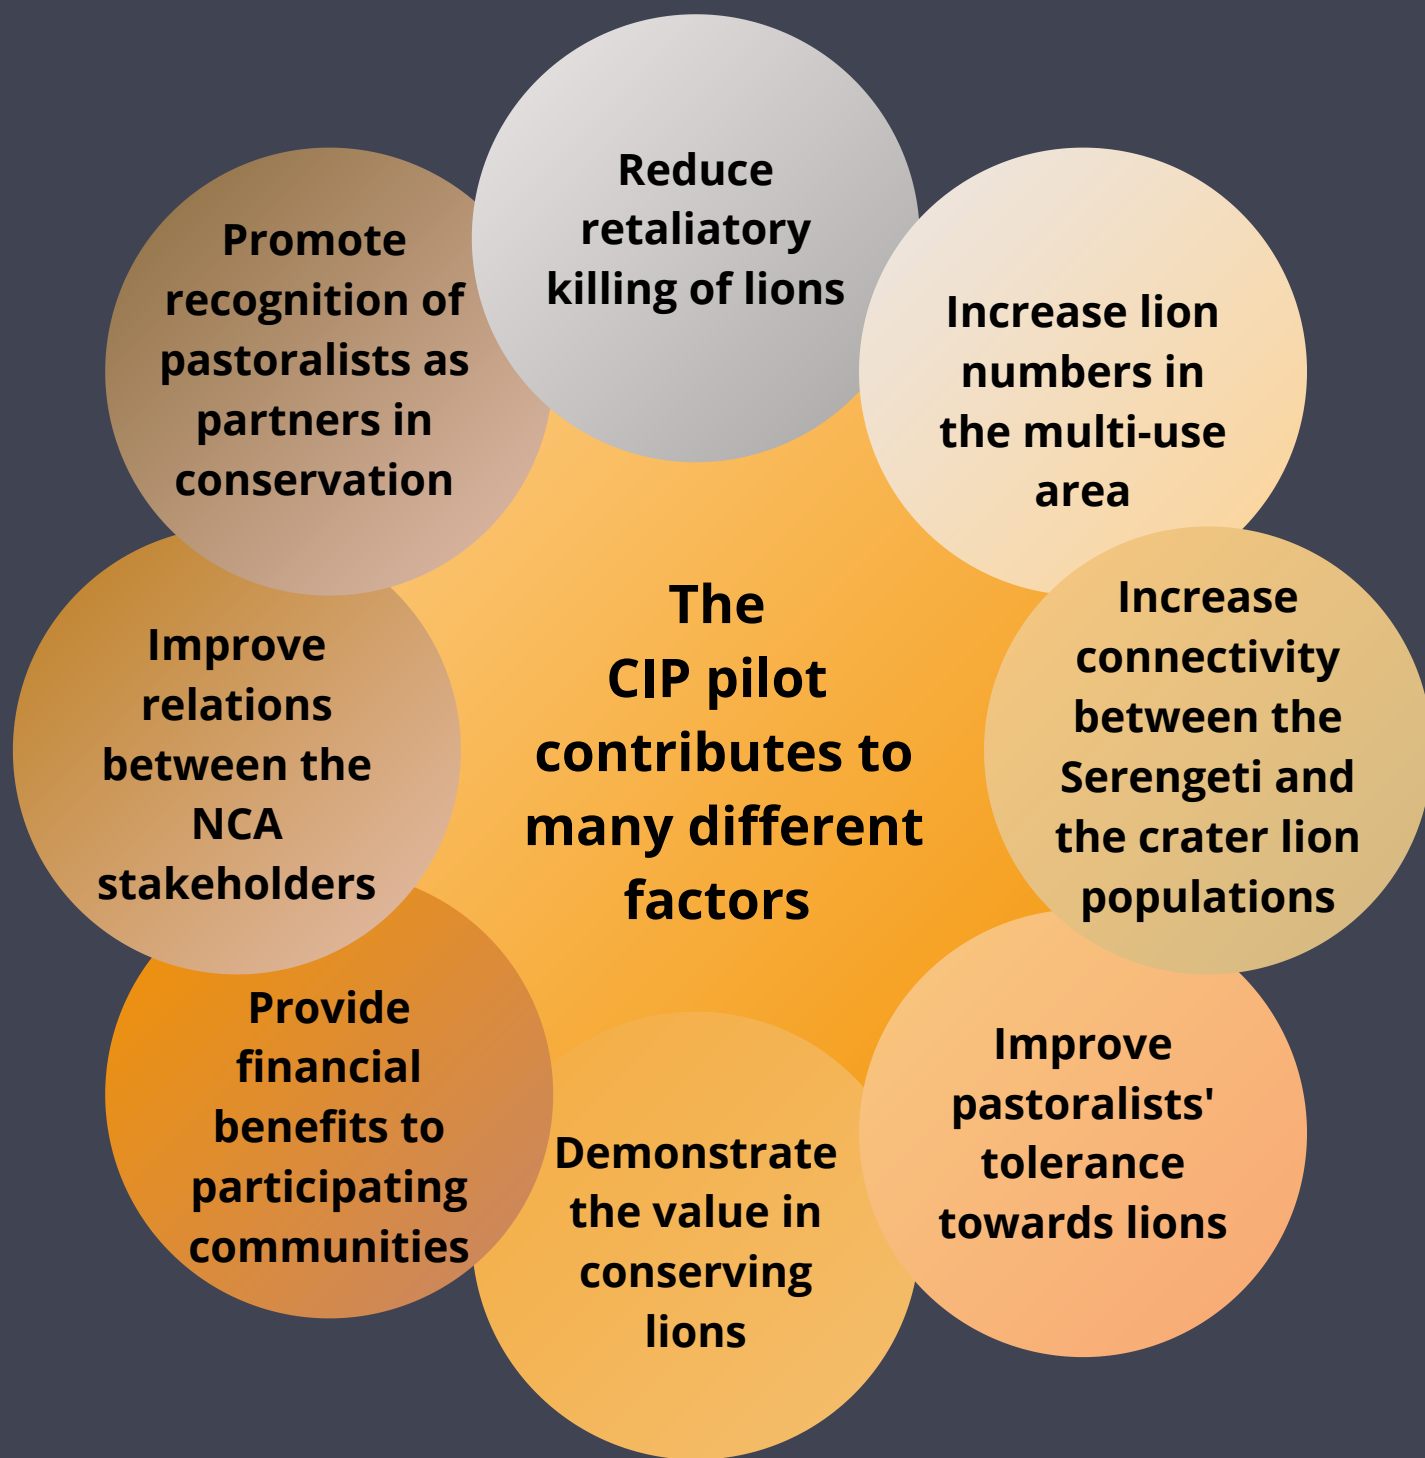 Reduce
retaliatory
killing of lions
Increase lion
numbers in
the multi-use
area
Increase
connectivity
between the
Serengeti and
the crater lion
populations
Improve
pastoralists'
tolerance
towards lions
Demonstrate
the value in
conserving
lions
Provide
financial
benefits to
participating
communities
Improve
relations
between the
NCA
stakeholders
Promote
recognition of
pastoralists as
partners in
conservation
The
CIP pilot
contributes to
many different
factors